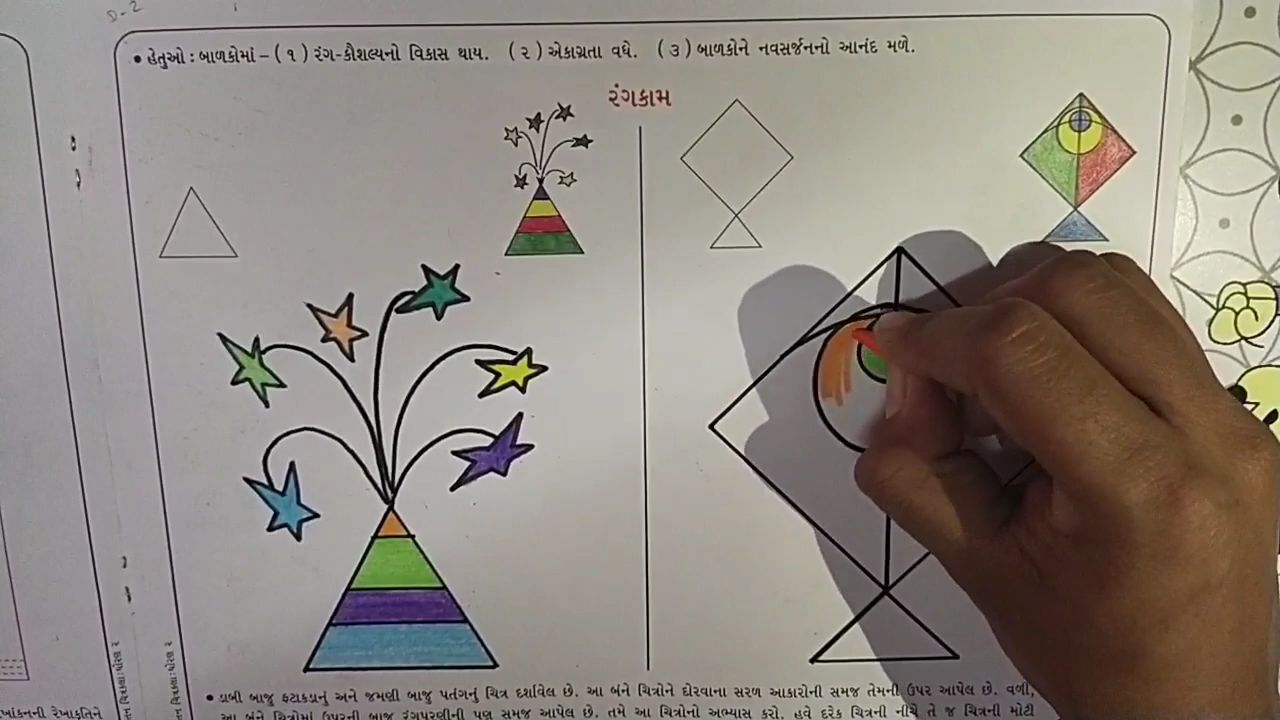 D-2
• હેતુઓ : બાળકોમાં – (૧) રંગ-કૌશલ્યનો વિકાસ થાય. (૨) એકાગ્રતા વધે. (૩) બાળકોને નવસર્જનનો આનંદ મળે.
રંગકામ
• ડાબી બાજુ ફટાકડાનું અને જમણી બાજુ પતંગનું ચિત્ર દર્શાવેલ છે. આ બંને ચિત્રોને દોરવાના સરળ આકારોની સમજ તેમની ઉપર આપેલ છે. વળી,
આ બંને ચિત્રોમાં ઉપરની બાજુ રંગપૂરણીની પણ સમજ આપેલ છે. તમે આ ચિત્રોનો અભ્યાસ કરો. હવે દરેક ચિત્રની નીચે તે જ ચિત્રની મોટી